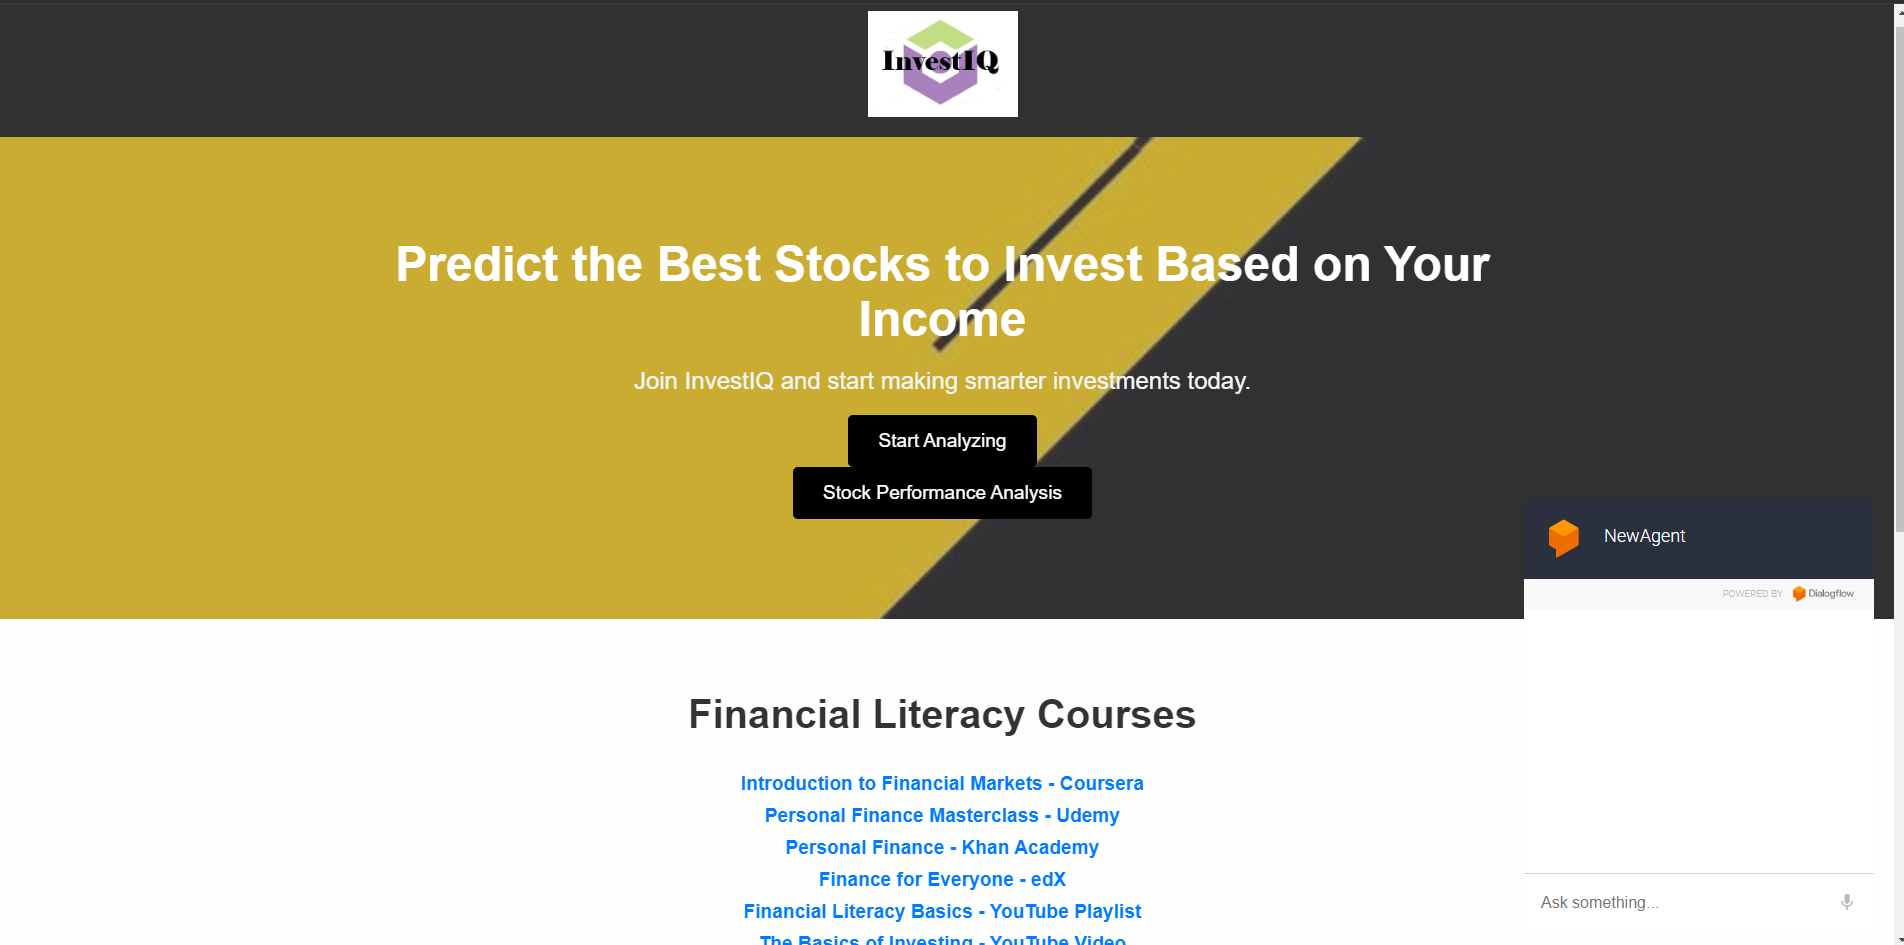 InvestIQ
Predict the Best Stocks to Invest Based on Your
Income
Join InvestIQ and start making smarter investments today.
Start Analyzing
Stock Performance Analysis
NewAgent
POWERED BY Dialogflow
Financial Literacy Courses
Introduction to Financial Markets - Coursera
Personal Finance Masterclass - Udemy
Personal Finance - Khan Academy
Finance for Everyone - edX
Financial Literacy Basics - YouTube Playlist
The Basics of Investing - YouTube Video
Ask something...